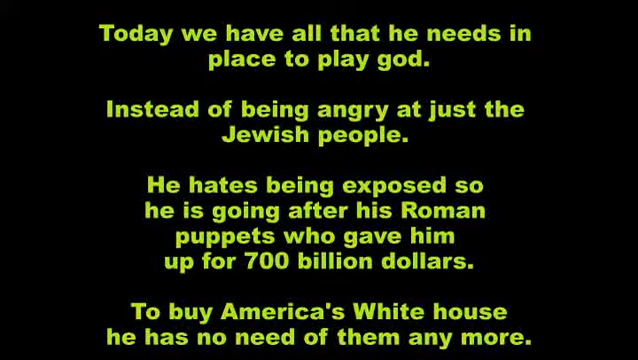 Today we have all that he needs in
place to play god.
Instead of being angry at just the
Jewish people.
He hates being exposed so
he is going after his Roman
puppets who gave him
up for 700 billion dollars.
To buy America's White house
he has no need of them any more.